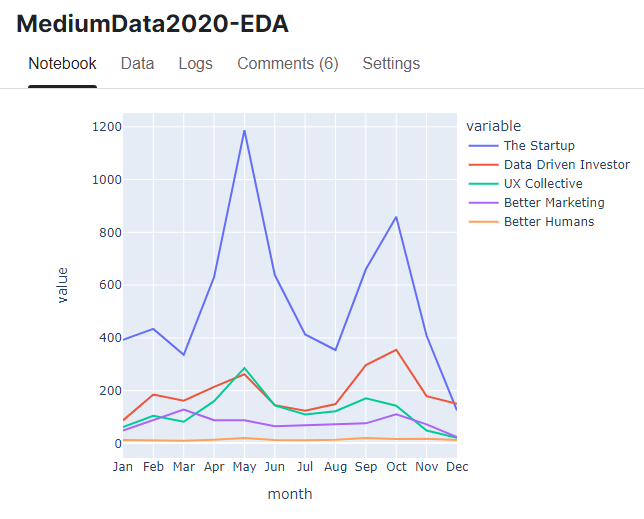 MediumData2020-EDA
Notebook Data Logs Comments (6) Settings
variable
The Startup
Data Driven Investor
UX Collective
Better Marketing
Better Humans
1200
1000
800
600
400
200
0
value
Jan Feb Mar Apr May Jun Jul Aug Sep Oct Nov Dec
month